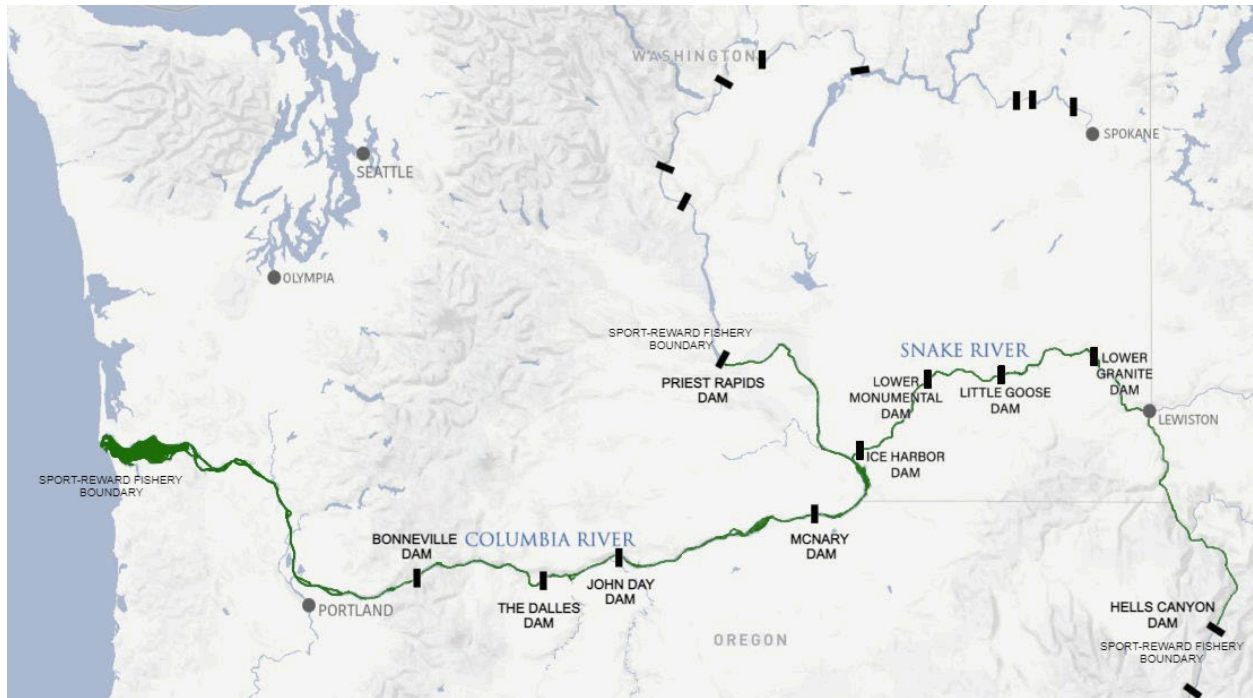 WASHINGTON
SPOKANE
SEATTLE
OLYMPIA
SPORT-REWARD FISHERY
BOUNDARY
PRIEST RAPIDS
DAM
SNAKE RIVER
LOWER
MONUMENTAL
DAM
LITTLE GOOSE
DAM
LOWER
GRANITE
DAM
LEWISTON
ICE HARBOR
DAM
SPORT-REWARD FISHERY
BOUNDARY
BONNEVILLE
DAM
COLUMBIA RIVER
MCNARY
DAM
JOHN DAY
DAM
THE DALLES
DAM
PORTLAND
OREGON
HELLS CANYON
DAM
SPORT-REWARD FISHERY
BOUNDARY